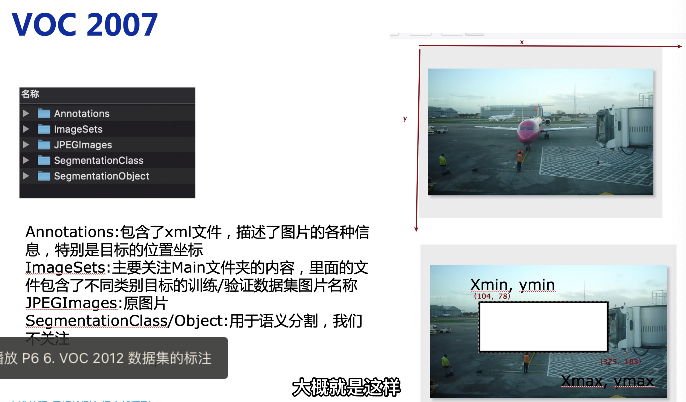 VOC 2007
名称
Annotations
ImageSets
JPEGImages
SegmentationClass
SegmentationObject
Annotations:包含了xml文件，描述了图片的各种信
息，特别是目标的位置坐标
ImageSets:主要关注Main文件夹的内容，里面的文
件包含了不同类别目标的训练/验证数据集图片名称
JPEGImages:原图片
SegmentationClass/Object:用于语义分割，我们
不关注
播放 P6 6. VOC 2012 数据集的标注
x
y
Xmin, ymin
(104, 78)
(375, 183)
Xmax, ymax
大概就是这样